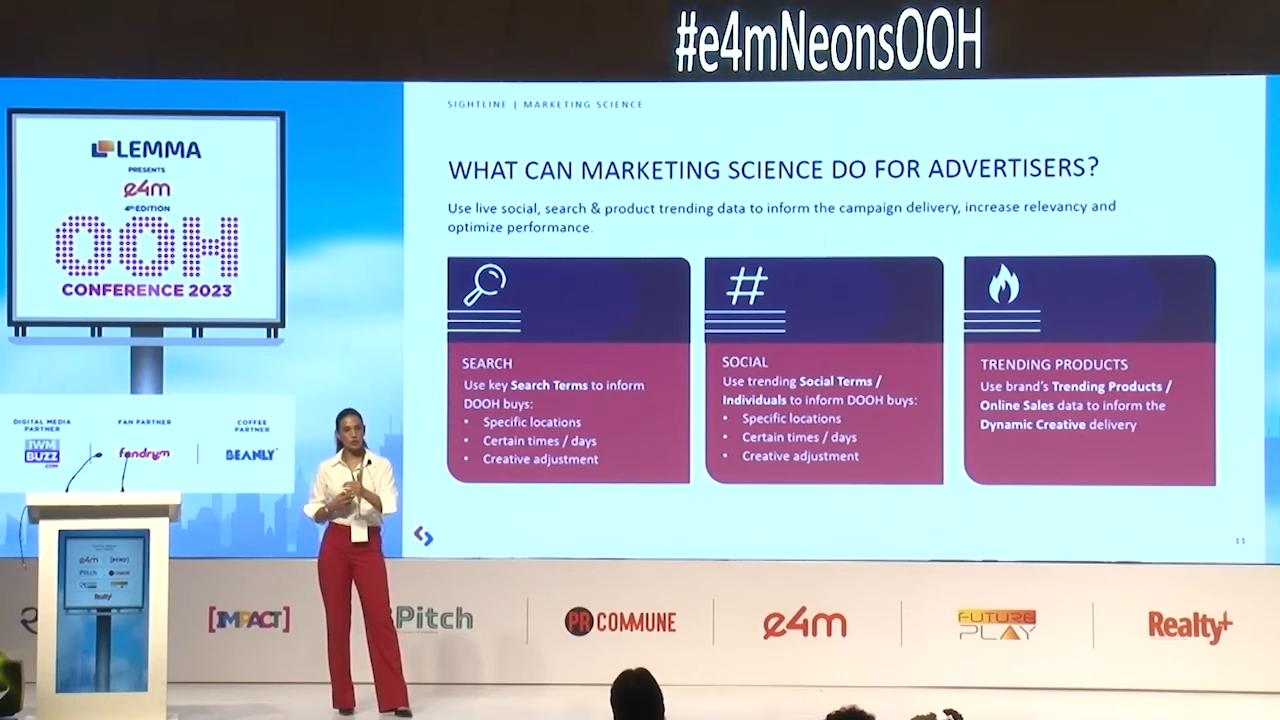 #e4mNeonsOOH
LEMMA
PRESENTS
e4m
4th EDITION
OOH
CONFERENCE 2023
DIGITAL MEDIA
PARTNER
IWM
BUZZ
.COM
FAN PARTNER
fandrum
COFFEE
PARTNER
BEANLY
SIGHTLINE | MARKETING SCIENCE
WHAT CAN MARKETING SCIENCE DO FOR ADVERTISERS?
Use live social, search & product trending data to inform the campaign delivery, increase relevancy and
optimize performance.
SEARCH
Use key Search Terms to inform
DOOH buys:
• Specific locations
• Certain times / days
• Creative adjustment
#
SOCIAL
Use trending Social Terms /
Individuals to inform DOOH buys:
• Specific locations
• Certain times / days
• Creative adjustment
TRENDING PRODUCTS
Use brand's Trending Products /
Online Sales data to inform the
Dynamic Creative delivery
11
e4m
Pitch
Realty+
[IMPACT]
Pitch
PR COMMUNE
e4m
FUTURE
PLAY
Realty+